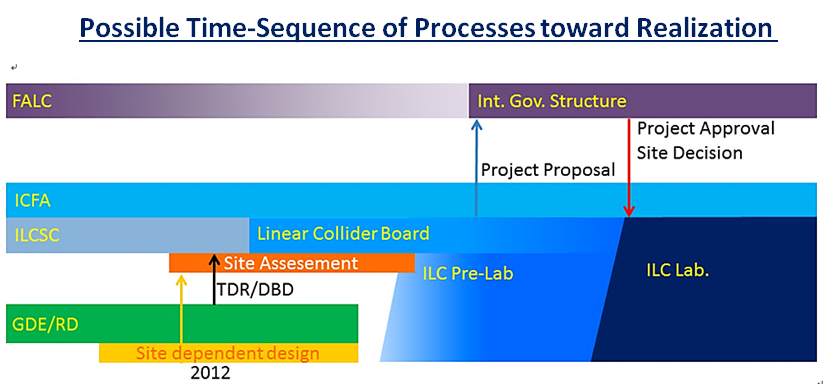 Possible Time-Sequence of Processes toward Realization
FALC
Int. Gov. Structure
Project Approval
Site Decision
Project Proposal
ICFA
ILCSC
Linear Collider Board
Site Assesement
ILC Pre-Lab
ILC Lab.
TDR/DBD
GDE/RD
Site dependent design
2012